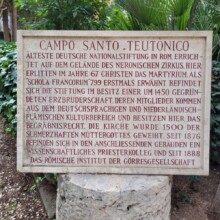 CAMPO SANTO TEUTONICO
ÄLTESTE DEUTSCHE NATIONALSTIFTUNG IN ROM. ERRICH-
TET AUF DEM GELÄNDE DES NERONISCHEN ZIRKUS HIER
ERLITTEN IM JAHRE 67 CHRISTEN DAS MARTYRIUM ALS
SCHOLA FRANCORUM 799 ERSTMALS ERWÄHNT BEFINDET
SICH DIE STIFTUNG IM BESITZ EINER UM 1450 GEGRÜN-
DETEN ERZBRUDERSCHAFT DEREN MITGLIEDER KOMMEN
AUS DEM DEUTSCHSPRACHIGEN UND NIEDERLÄNDISCH-
FLÄMISCHEN KULTURBEREICH UND BESITZEN HIER DAS
BEGRÄBNISRECHT. DIE KIRCHE WURDE 1500 DER
SCHMERZHAFTEN MUTTERGOTTES GEWEIHT SEIT 1876
BEFINDEN SICH IN DEN ANSCHLIESSENDEN GEBÄUDEN EIN
WISSENSCHAFTLICHES PRIESTERKOLLEG UND SEIT 1888
DAS RÖMISCHE INSTITUT DER GÖRRESGESELLSCHAFT